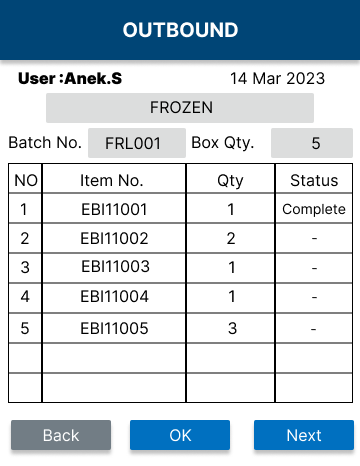 OUTBOUND
User :Anek.S 14 Mar 2023
FROZEN
Batch No. FRL001 Box Qty. 5
NO Item No. Qty Status
1 EBI11001 1 Complete
2 EBI11002 2 -
3 EBI11003 1 -
4 EBI11004 1 -
5 EBI11005 3 -
Back OK Next